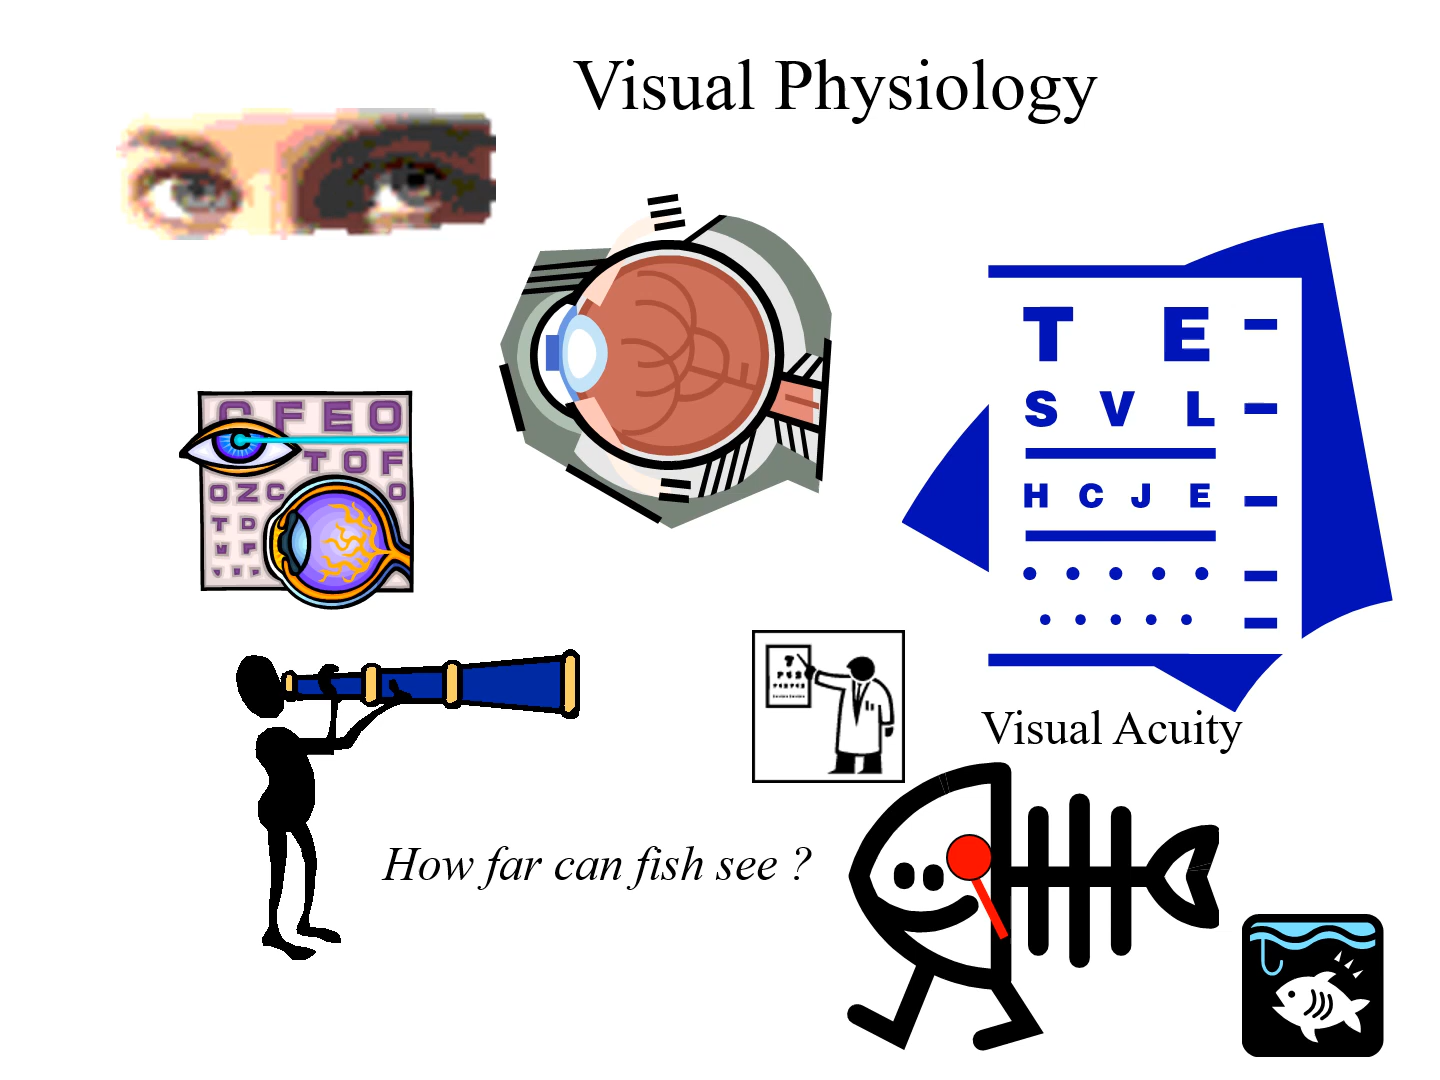 Visual Physiology
T E
S V L
H C J E
F E O
T O F
O Z C O
T D
Visual Acuity
How far can fish see ?